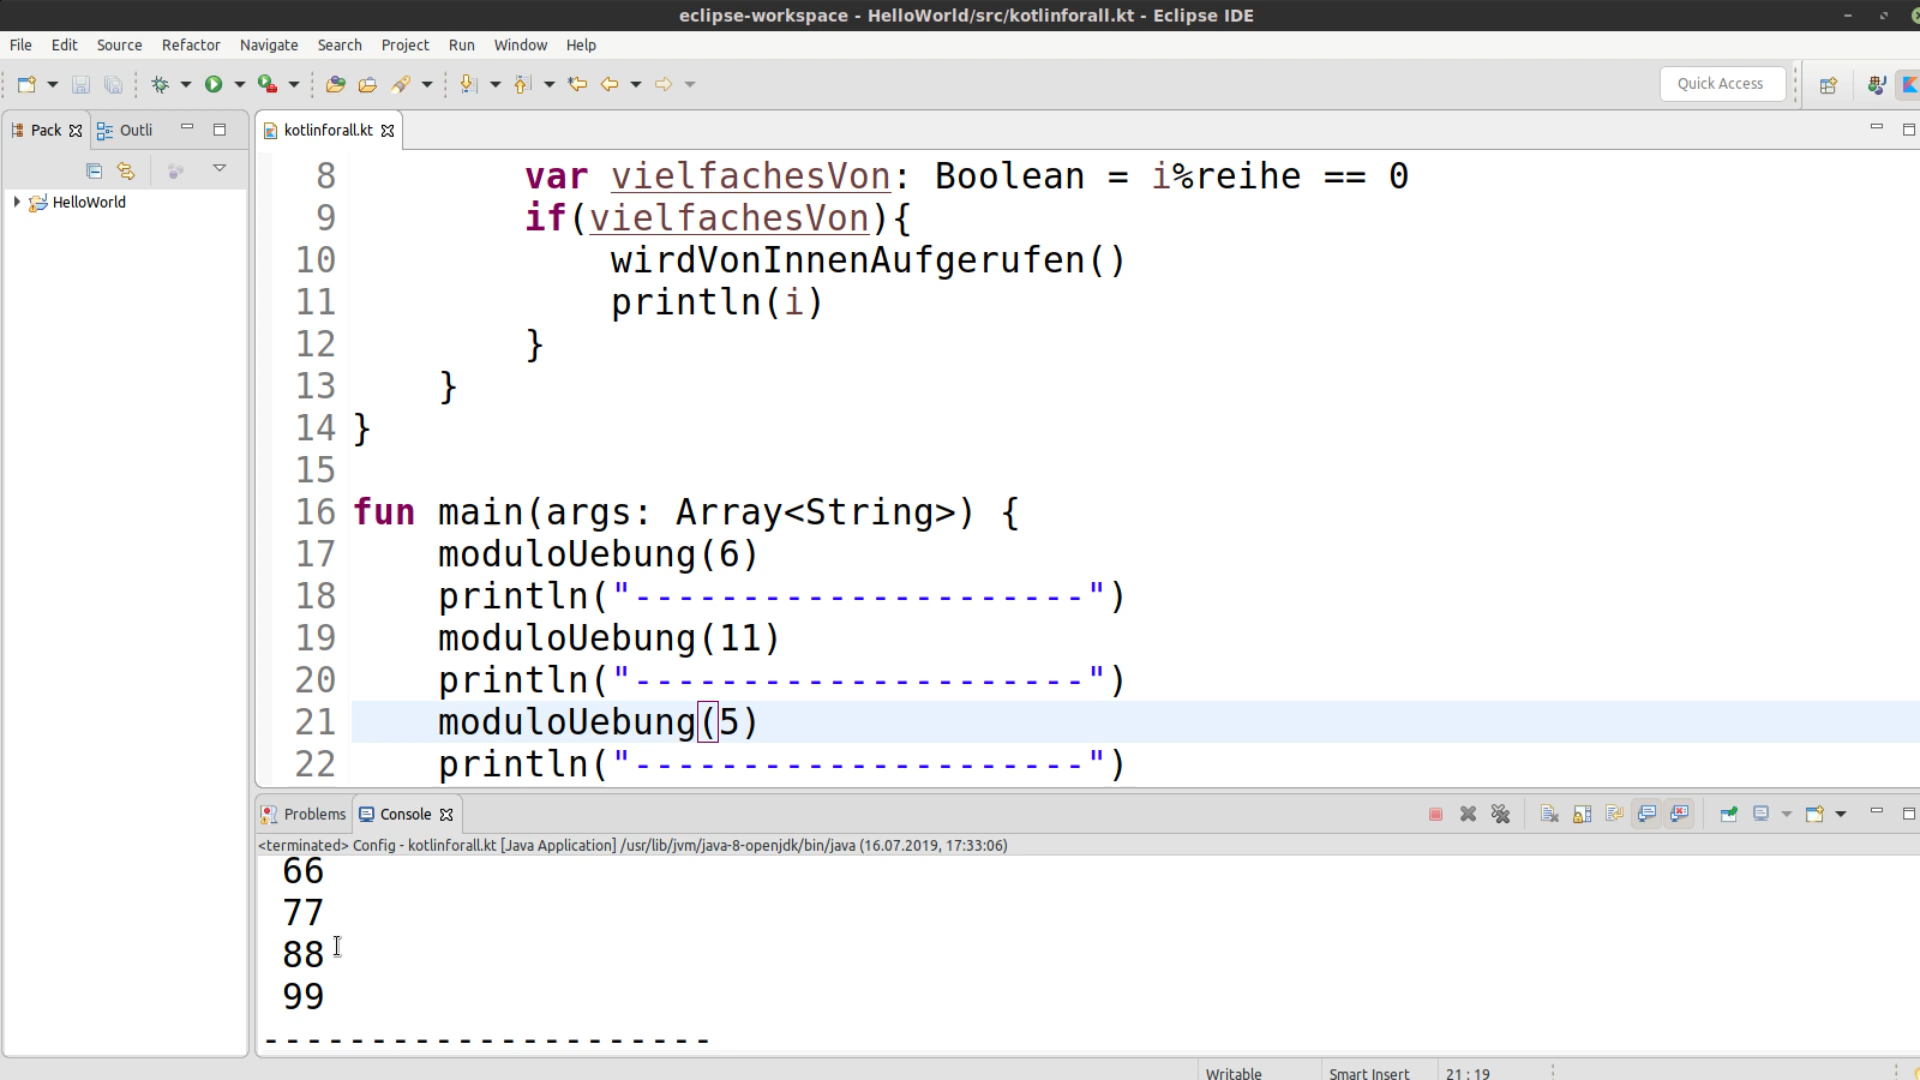 eclipse-workspace - HelloWorld/src/kotlinforall.kt - Eclipse IDE
File Edit Source Refactor Navigate Search Project Run Window Help
Quick Access
Pack Outli
kotlinforall.kt
HelloWorld
8 var vielfachesVon: Boolean = i%reihe == 0
9 if(vielfachesVon){
10 wirdVonInnenAufgerufen()
11 println(i)
12 }
13 }
14 }
15
16 fun main(args: Array<String>) {
17 moduloUebung(6)
18 println("---------------------")
19 moduloUebung(11)
20 println("---------------------")
21 moduloUebung(5)
22 println("---------------------")
Problems Console
<terminated> Config - kotlinforall.kt [Java Application] /usr/lib/jvm/java-8-openjdk/bin/java (16.07.2019, 17:33:06)
66
77
88
99
---------------------
Writable Smart Insert 21 : 19